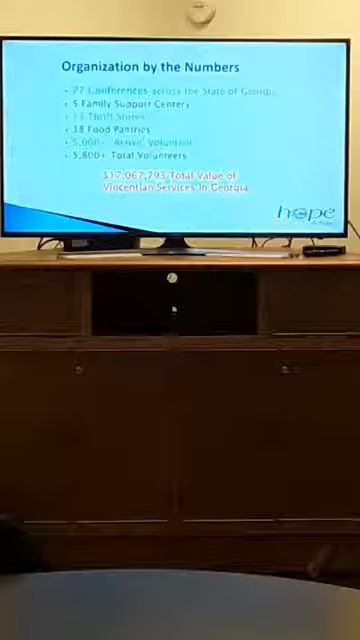 Organization by the Numbers
• 77 Conferences across the State of Georgia
• 5 Family Support Centers
• 13 Thrift Stores
• 38 Food Pantries
• 5,000+ Active Volunteers
• 5,800+ Total Volunteers
$17,067,793 Total Value of
Vincentian Services in Georgia
hope